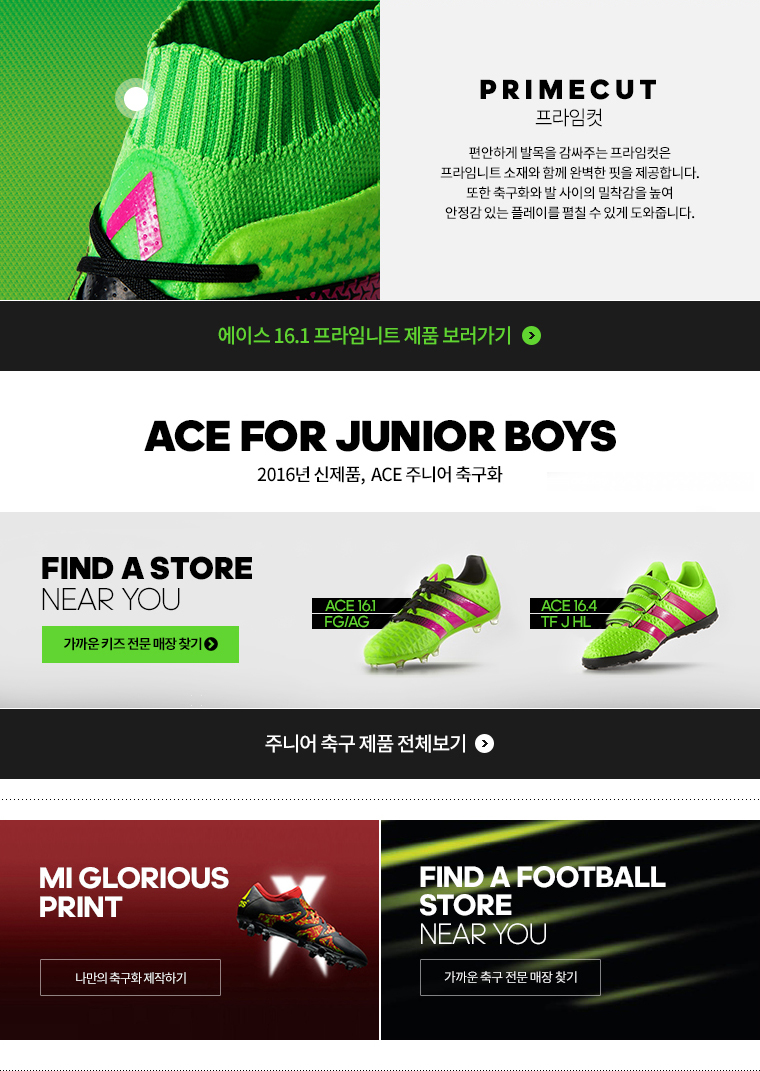 PRIMECUT
프라임컷
편안하게 발목을 감싸주는 프라임컷은
프라임니트 소재와 함께 완벽한 핏을 제공합니다.
또한 축구화와 발 사이의 밀착감을 높여
안정감 있는 플레이를 펼칠 수 있게 도와줍니다.
에이스 16.1 프라임니트 제품 보러가기
ACE FOR JUNIOR BOYS
2016년 신제품, ACE 주니어 축구화
FIND A STORE
NEAR YOU
가까운 키즈 전문 매장 찾기
ACE 16.1
FG/AG
ACE 16.4
TF J HL
주니어 축구 제품 전체보기
MI GLORIOUS
PRINT
X
나만의 축구화 제작하기
FIND A FOOTBALL
STORE
NEAR YOU
가까운 축구 전문 매장 찾기